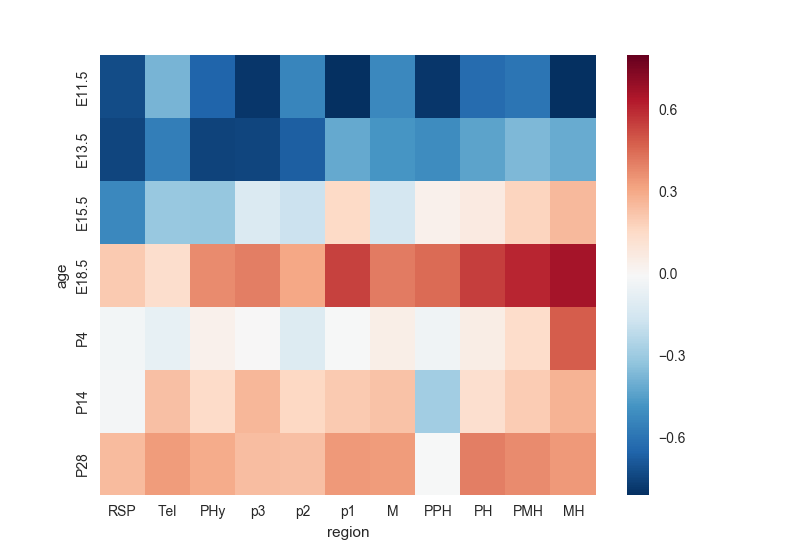 E11.5
E13.5
E15.5
E18.5
P4
P14
P28
age
RSP Tel PHy p3 p2 p1 M PPH PH PMH MH
region
0.6
0.3
0.0
−0.3
−0.6